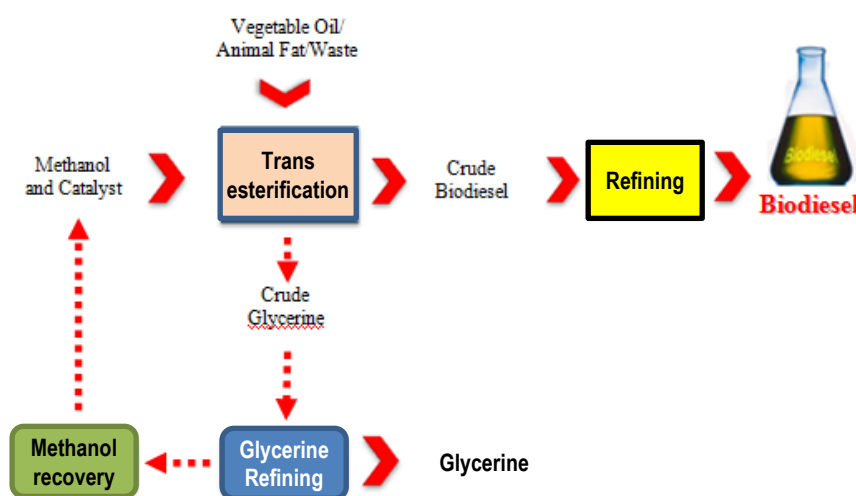 Vegetable Oil/
Animal Fat/Waste
Methanol
and Catalyst
Trans
esterification
Crude
Biodiesel
Refining
Biodiesel
Biodiesel
Crude
Glycerine
Methanol
recovery
Glycerine
Refining
Glycerine